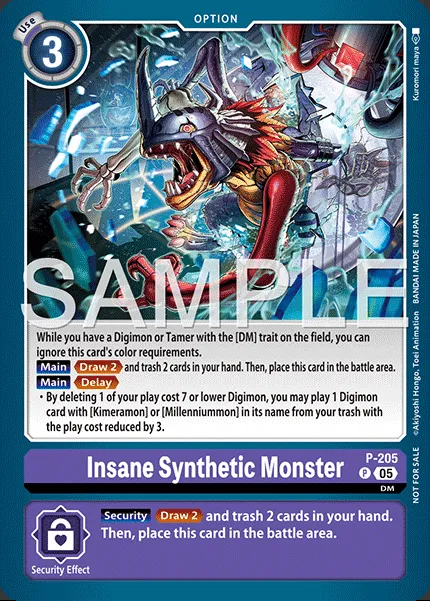 OPTION
Use
3
Kuromori maya
SAMPLE
While you have a Digimon or Tamer with the [DM] trait on the field, you can
ignore this card's color requirements.
Main Draw 2 and trash 2 cards in your hand. Then, place this card in the battle area.
Main Delay
• By deleting 1 of your play cost 7 or lower Digimon, you may play 1 Digimon
card with [Kimeramon] or [Millenniummon] in its name from your trash with
the play cost reduced by 3.
©Akiyoshi Hongo, Toei Animation BANDAI MADE IN JAPAN
NOT FOR SALE
Insane Synthetic Monster
P-205
P 05
DM
Security Draw 2 and trash 2 cards in your hand.
Then, place this card in the battle area.
Security Effect